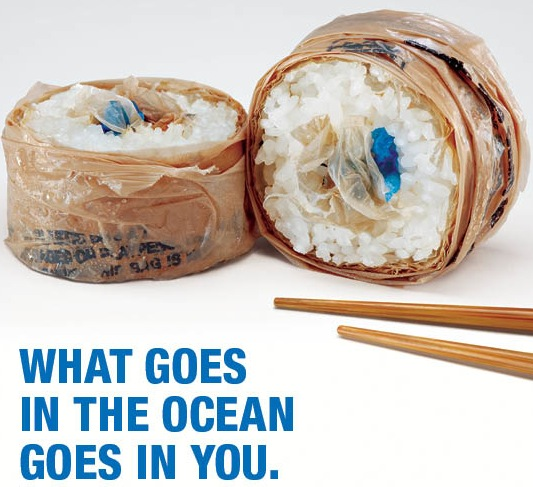 WHAT GOES
IN THE OCEAN
GOES IN YOU.